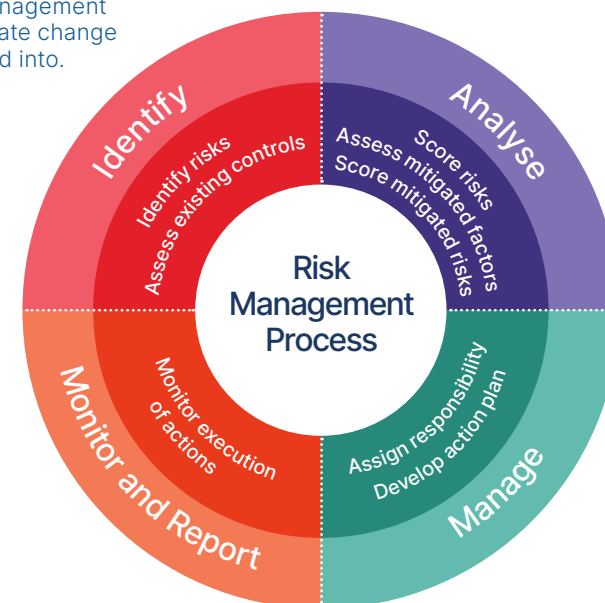 ate change
d into.
Identify
Identify risks
Assess existing controls
Analyse
Score risks
Assess mitigated factors
Score mitigated risks
Risk
Management
Process
Monitor and Report
Monitor execution
of actions
Manage
Assign responsibility
Develop action plan